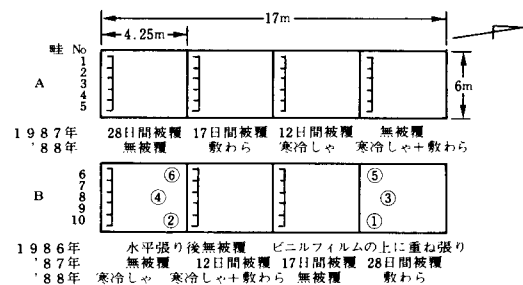 17m
4.25m
畦 No
1
2
A 3
4
5
6m
1987年 28日間被覆 17日間被覆 12日間被覆 無被覆
'88年 無被覆 敷わら 寒冷しゃ 寒冷しゃ+敷わら
6 ⑥ ⑤
7
B 8 ④ ③
9
10 ② ①
1986年 水平張り後無被覆 ビニルフィルムの上に重ね張り
'87年 無被覆 12日間被覆 17日間被覆 28日間被覆
'88年 寒冷しゃ 寒冷しゃ+敷わら 無被覆 敷わら